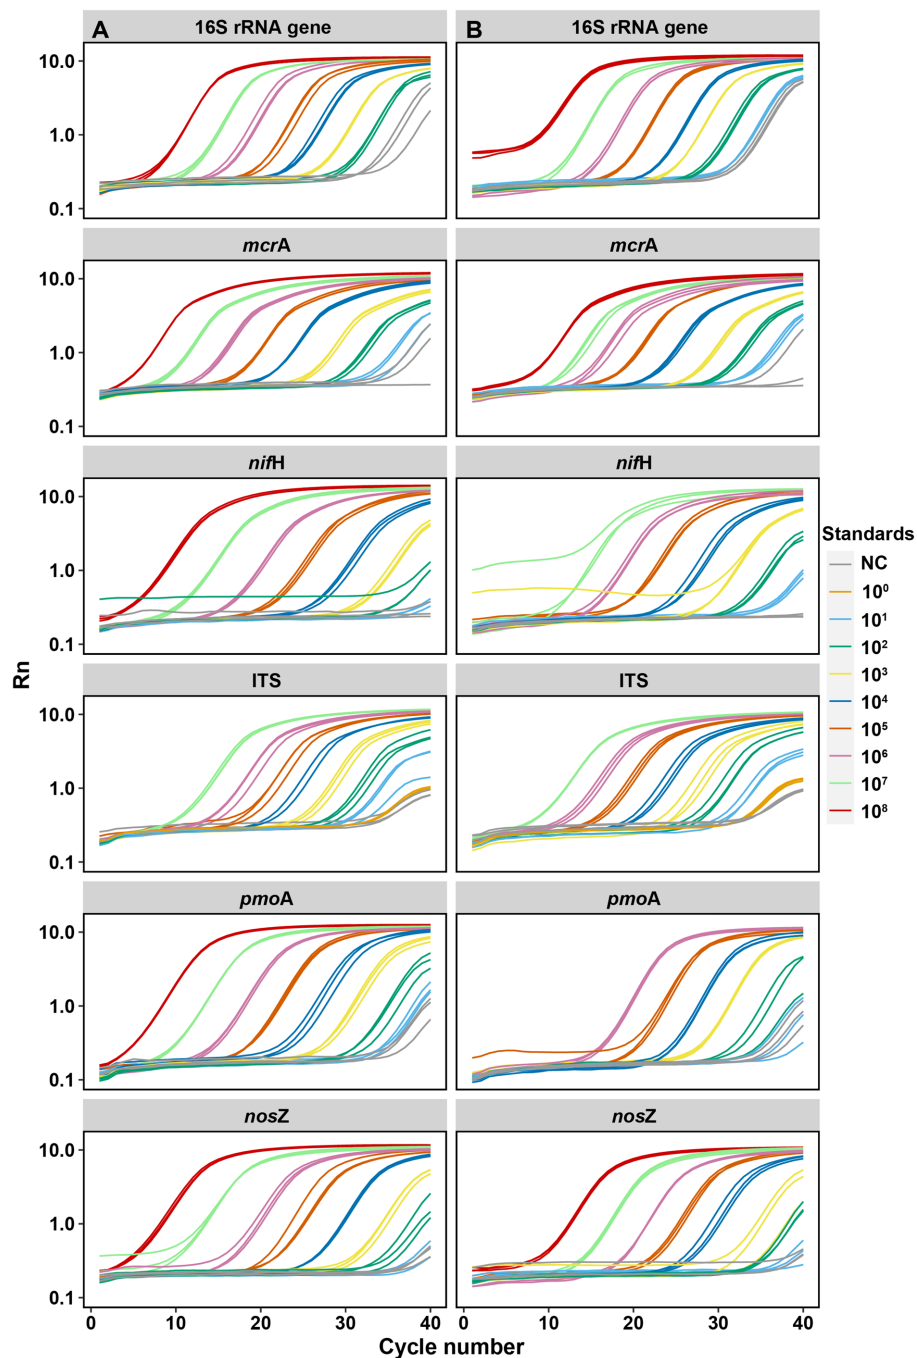 A 16S rRNA gene
B 16S rRNA gene
10.0
1.0
0.1
mcrA
mcrA
10.0
1.0
0.1
nifH
nifH
10.0
1.0
0.1
ITS
ITS
10.0
1.0
0.1
pmoA
pmoA
10.0
1.0
0.1
nosZ
nosZ
10.0
1.0
0.1
0 10 20 30 40
0 10 20 30 40
Cycle number
Rn
Standards
NC
10⁰
10¹
10²
10³
10⁴
10⁵
10⁶
10⁷
10⁸